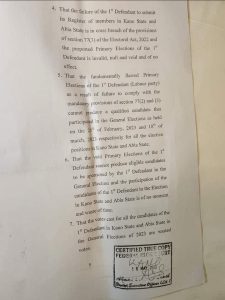 4. That the failure of the 1st Defendant to submit
its Register of members in Kano State and
Abia State is in crass breach of the provision
of section 77(3) of the Electoral Act, 2022 and
the purported Primary Elections of the 1st
Defendant is invalid, null and void and of no
effect.
5. That the fundamentally flawed Primary
Elections of the 1st Defendant (Labour party)
as a result of failure to comply with the
mandatory provisions of section 77(2) and (3)
cannot produce a qualified candidate that
participated in the General Elections as held
on the 25th of February, 2023 and 18th of
march, 2023 respectively for all the elective
positions in Kano State and Abia State.
6. That the void Primary Elections of the 1st
Defendant cannot produce eligible candidates
to be sponsored by the 1st Defendant in the
General Election and the participation of the
candidates of the 1st Defendant in the Election
in Kano State and Abia State is of no moment
and waste of time.
7. That the votes cast for all the candidates of the
1st Defendant in Kano State and Abia State in
the General Elections of 2023 are wasted
votes.
CERTIFIED TRUE COPY
FEDERAL HIGH COURT
KANO